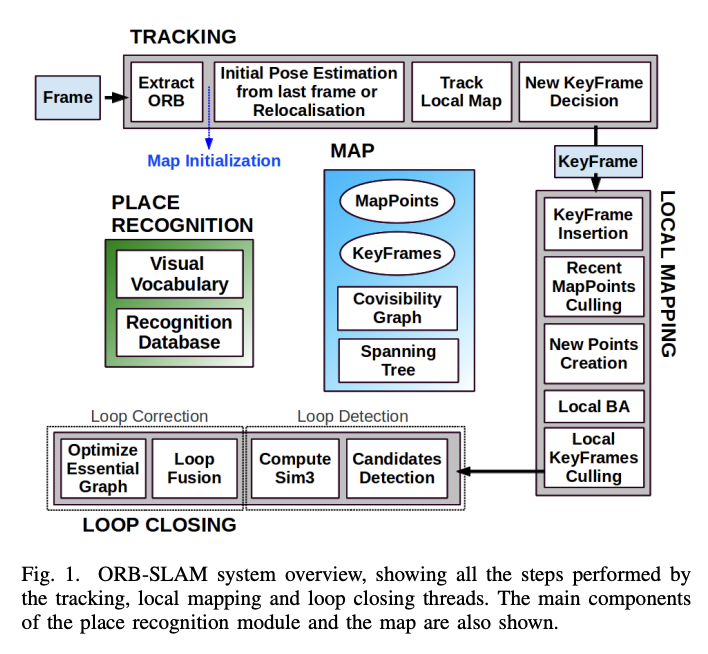 TRACKING
Frame
Extract
ORB
Initial Pose Estimation
from last frame or
Relocalisation
Track
Local Map
New KeyFrame
Decision
Map Initialization
KeyFrame
MAP
MapPoints
KeyFrames
Covisibility
Graph
Spanning
Tree
PLACE
RECOGNITION
Visual
Vocabulary
Recognition
Database
LOCAL MAPPING
KeyFrame
Insertion
Recent
MapPoints
Culling
New Points
Creation
Local BA
Local
KeyFrames
Culling
Loop Correction
Loop Detection
Optimize
Essential
Graph
Loop
Fusion
Compute
Sim3
Candidates
Detection
LOOP CLOSING
Fig. 1. ORB-SLAM system overview, showing all the steps performed by
the tracking, local mapping and loop closing threads. The main components
of the place recognition module and the map are also shown.